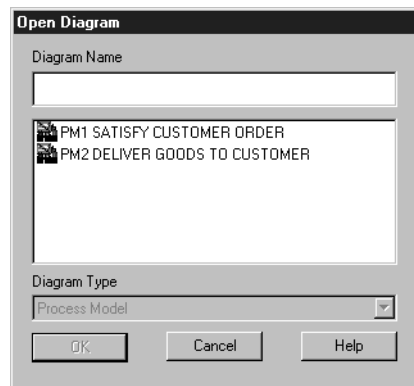 Open Diagram
Diagram Name
PM1 SATISFY CUSTOMER ORDER
PM2 DELIVER GOODS TO CUSTOMER
Diagram Type
Process Model
OK Cancel Help